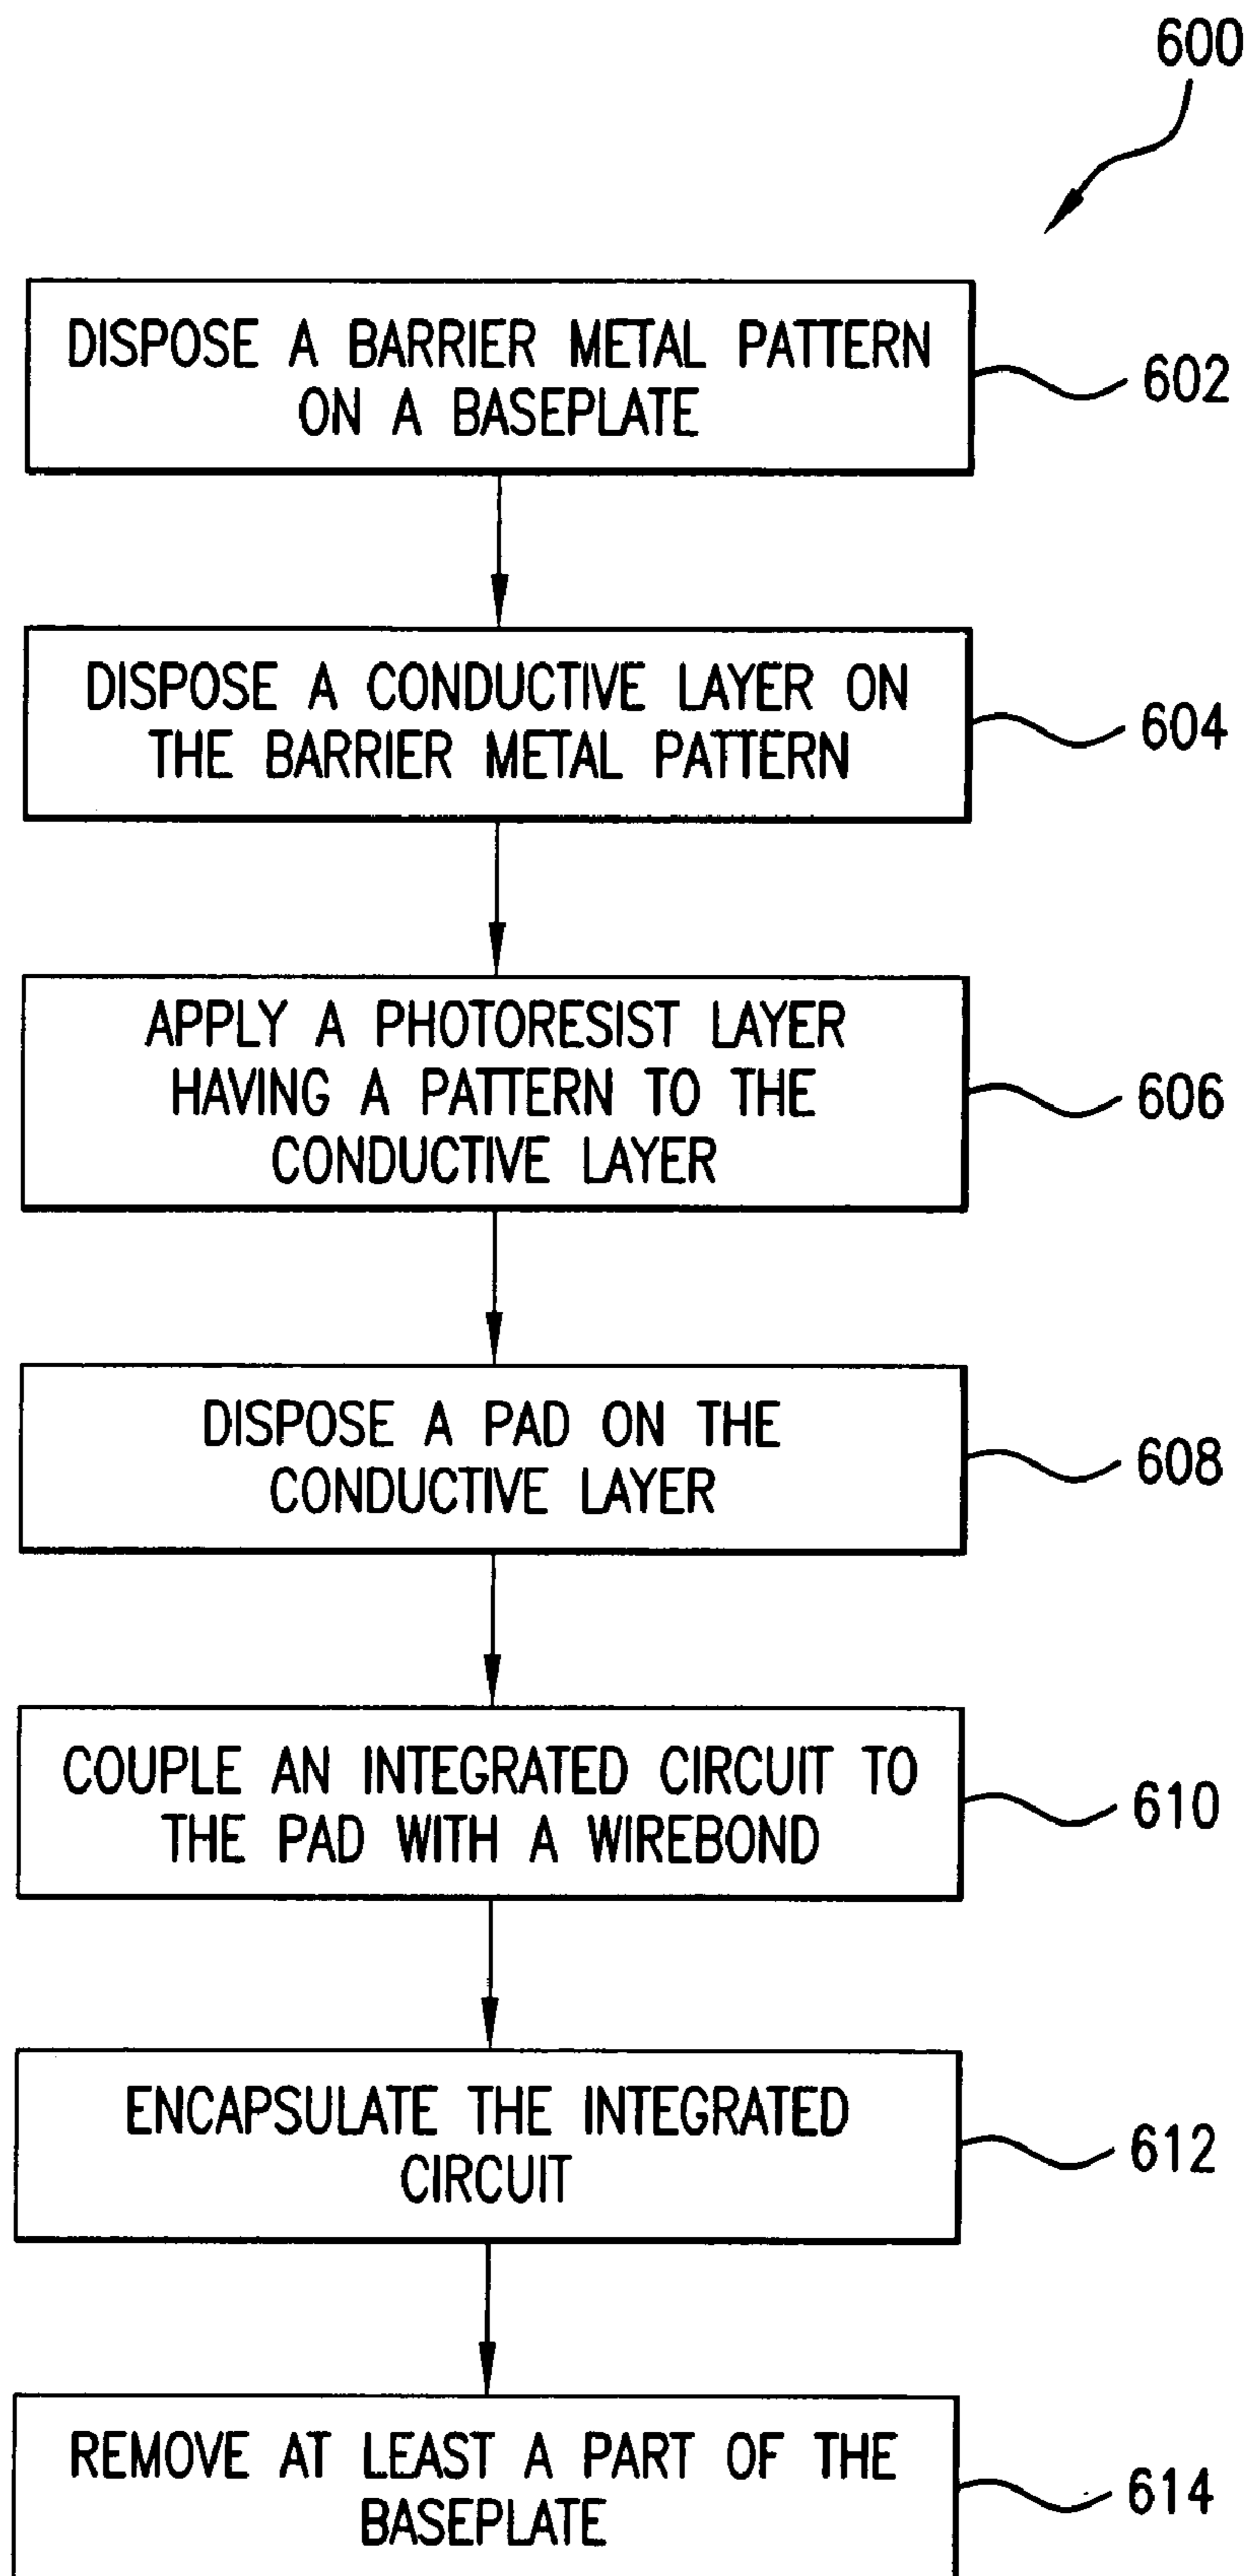 600
DISPOSE A BARRIER METAL PATTERN
ON A BASEPLATE
602
DISPOSE A CONDUCTIVE LAYER ON
THE BARRIER METAL PATTERN
604
APPLY A PHOTORESIST LAYER
HAVING A PATTERN TO THE
CONDUCTIVE LAYER
606
DISPOSE A PAD ON THE
CONDUCTIVE LAYER
608
COUPLE AN INTEGRATED CIRCUIT TO
THE PAD WITH A WIREBOND
610
ENCAPSULATE THE INTEGRATED
CIRCUIT
612
REMOVE AT LEAST A PART OF THE
BASEPLATE
614